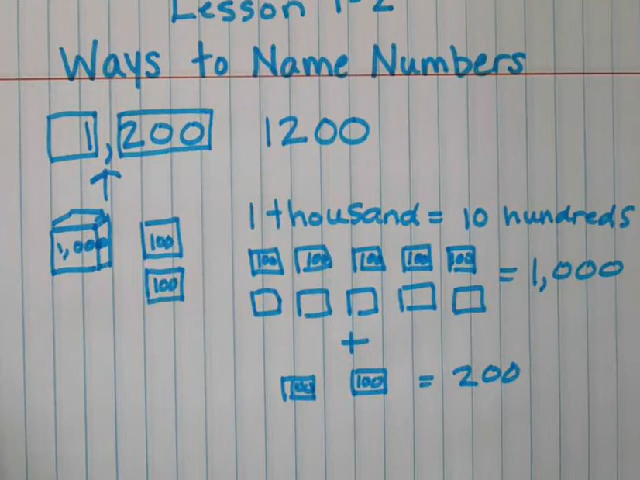 Lesson 1-2
Ways to Name Numbers
1,200 1200
1 thousand = 10 hundreds
1,000 100
100
100 100 100 100 100
= 1,000
+
100 100 = 200